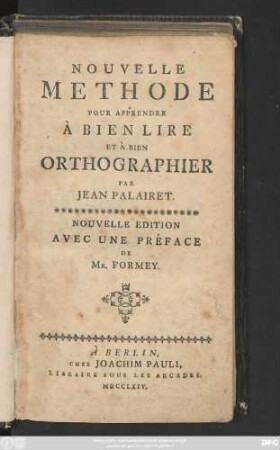 NOUVELLE
METHODE
POUR APPRENDRE
À BIEN LIRE
ET À BIEN
ORTHOGRAPHIER
PAR
JEAN PALAIRET.
NOUVELLE EDITION
AVEC UNE PRÉFACE
DE
MR. FORMEY.
À BERLIN,
CHEZ JOACHIM PAULI,
LIBRAIRE SOUS LES ARCADES.
MDCCLXIV.
DFG